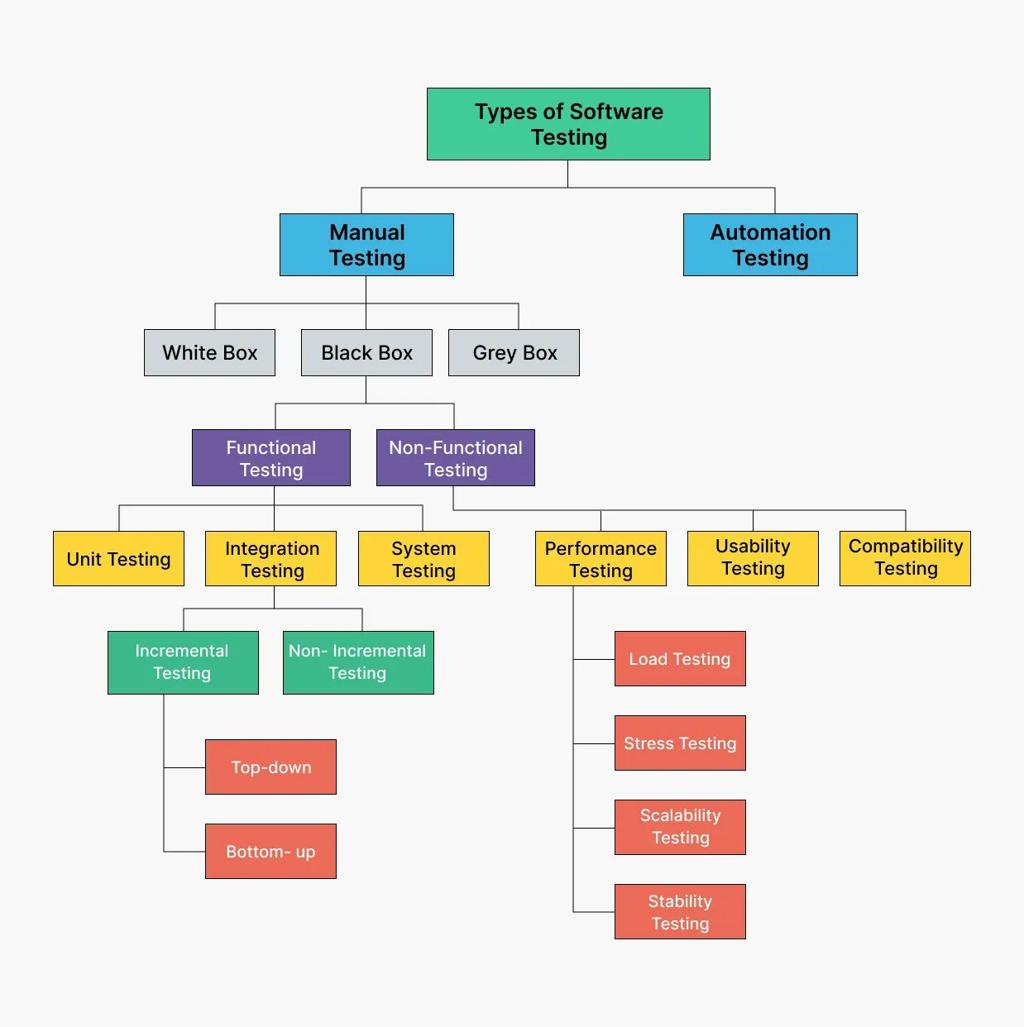 Types of Software
Testing
Manual
Testing
Automation
Testing
White Box
Black Box
Grey Box
Functional
Testing
Non-Functional
Testing
Unit Testing
Integration
Testing
System
Testing
Performance
Testing
Usability
Testing
Compatibility
Testing
Incremental
Testing
Non- Incremental
Testing
Top-down
Bottom- up
Load Testing
Stress Testing
Scalability
Testing
Stability
Testing